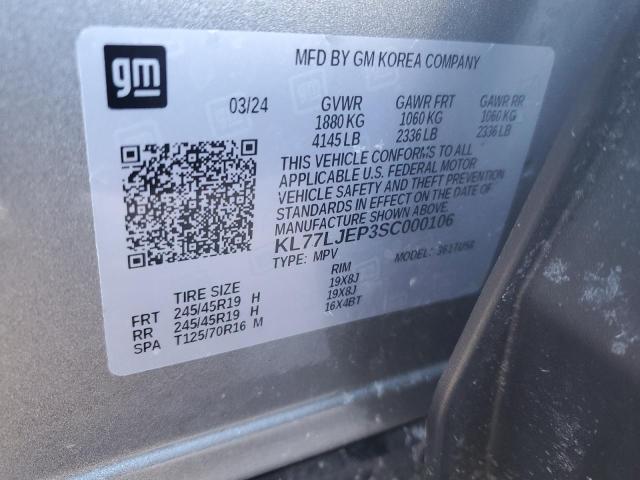 gm
MFD BY GM KOREA COMPANY
03/24 GVWR GAWR FRT GAWR RR
1880 KG 1060 KG 1060 KG
4145 LB 2336 LB 2336 LB
THIS VEHICLE CONFORMS TO ALL
APPLICABLE U.S. FEDERAL MOTOR
VEHICLE SAFETY AND THEFT PREVENTION
STANDARDS IN EFFECT ON THE DATE OF
MANUFACTURE SHOWN ABOVE.
KL77LJEP3SC000106
TYPE: MPV MODEL:
TIRE SIZE RIM
FRT 245/45R19 H 19X8J
RR 245/45R19 H 19X8J
SPA T125/70R16 M 16X4BT